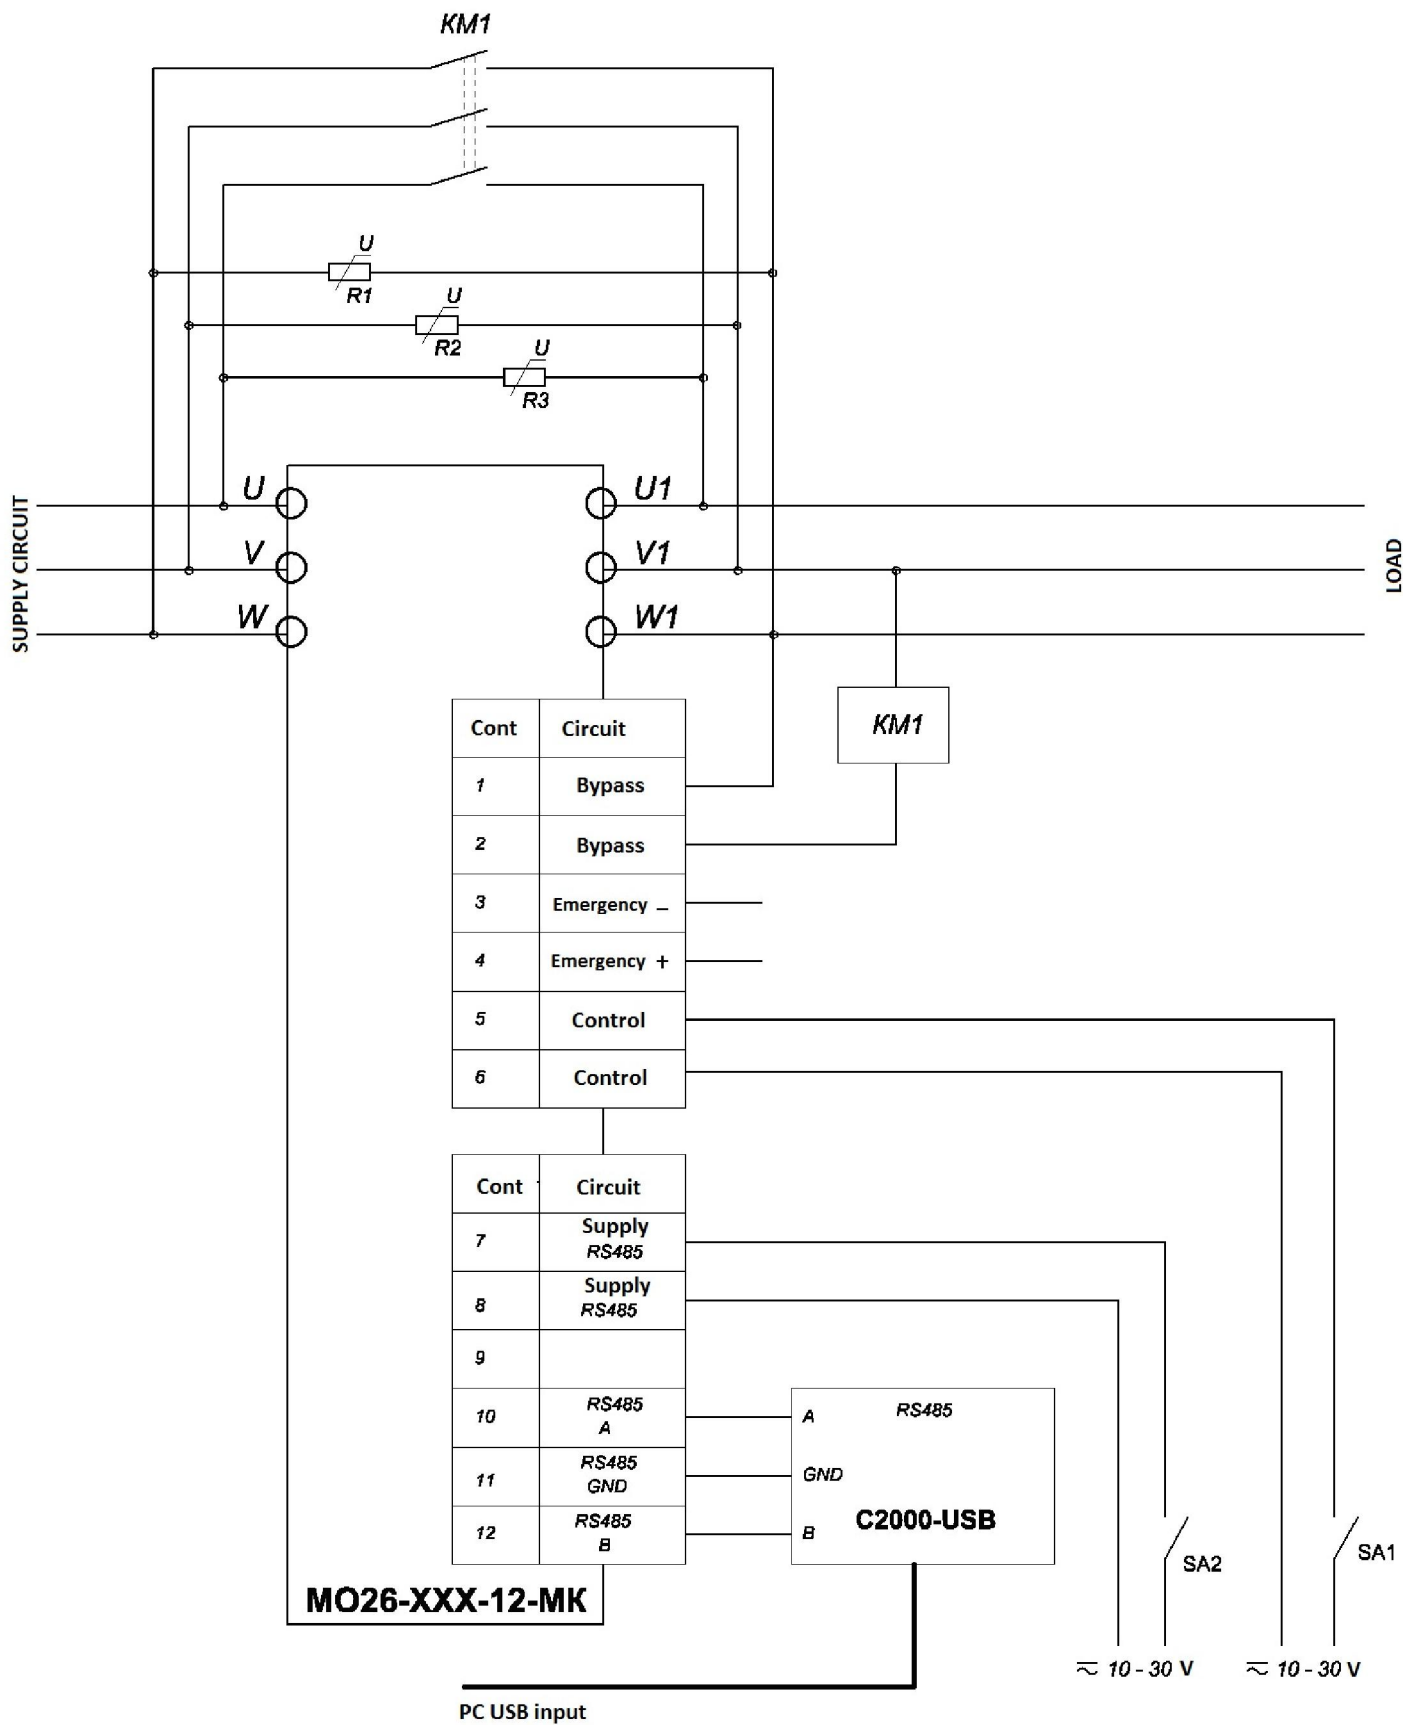 KM1
U
R1
U
R2
U
R3
SUPPLY CIRCUIT
U
V
W
U1
V1
W1
LOAD
KM1
Cont Circuit
1 Bypass
2 Bypass
3 Emergency –
4 Emergency +
5 Control
6 Control
Cont Circuit
7 Supply
RS485
8 Supply
RS485
9
10 RS485
A
11 RS485
GND
12 RS485
B
A RS485
GND
C2000-USB
B
SA2
SA1
МО26-XXX-12-МК
10 - 30 V
10 - 30 V
PC USB input